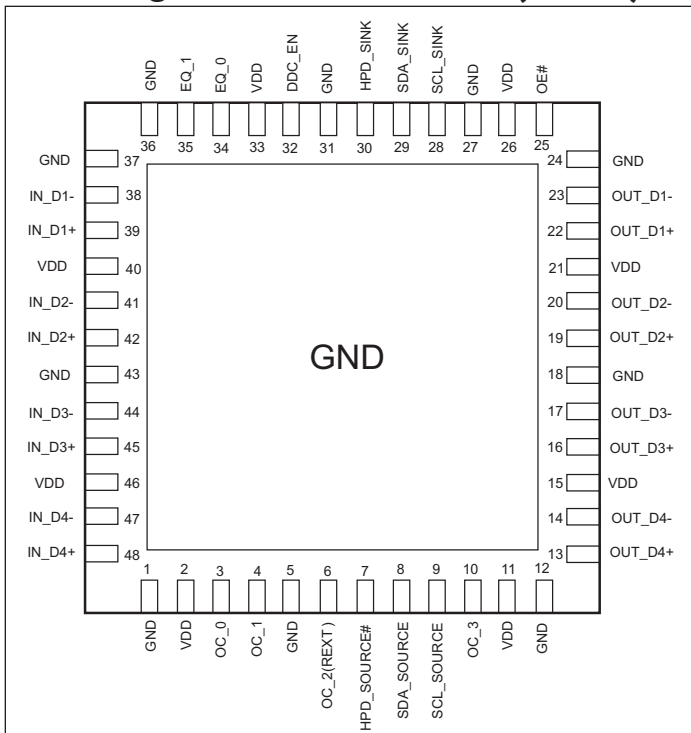 GND
EQ_1
EQ_0
VDD
DDC_EN
GND
HPD_SINK
SDA_SINK
SCL_SINK
GND
VDD
OE#
36 35 34 33 32 31 30 29 28 27 26 25
GND 37 24 GND
IN_D1- 38 23 OUT_D1-
IN_D1+ 39 22 OUT_D1+
VDD 40 21 VDD
IN_D2- 41 20 OUT_D2-
IN_D2+ 42 19 OUT_D2+
GND
GND 43 18 GND
IN_D3- 44 17 OUT_D3-
IN_D3+ 45 16 OUT_D3+
VDD 46 15 VDD
IN_D4- 47 14 OUT_D4-
IN_D4+ 48 13 OUT_D4+
1 2 3 4 5 6 7 8 9 10 11 12
GND
VDD
OC_0
OC_1
GND
OC_2(REXT)
HPD_SOURCE#
SDA_SOURCE
SCL_SOURCE
OC_3
VDD
GND